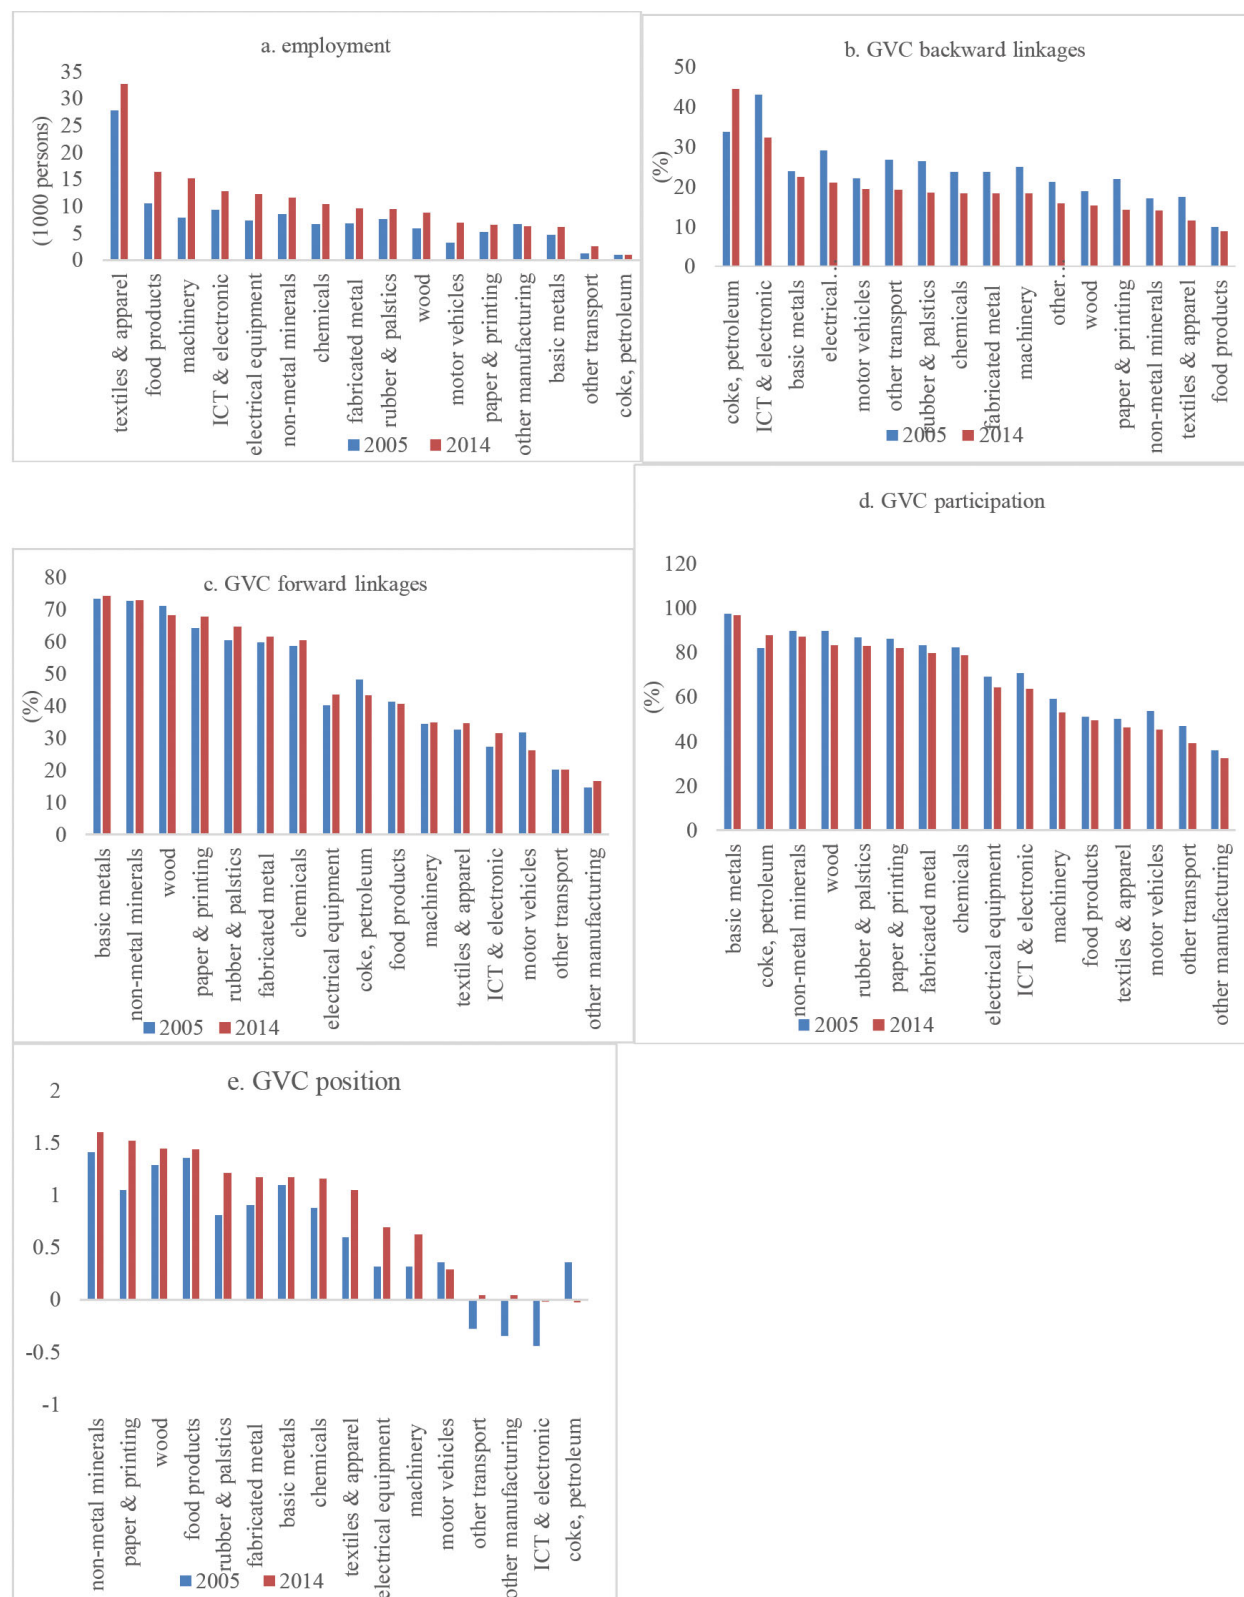 a. employment
(1000 persons)
35
30
25
20
15
10
5
0
textiles & apparel
food products
machinery
ICT & electronic
electrical equipment
non-metal minerals
chemicals
fabricated metal
rubber & palstics
wood
motor vehicles
paper & printing
other manufacturing
basic metals
other transport
coke, petroleum
2005 2014
b. GVC backward linkages
(%)
50
40
30
20
10
0
coke, petroleum
ICT & electronic
basic metals
electrical…
motor vehicles
other transport
rubber & palstics
chemicals
fabricated metal
machinery
other…
wood
paper & printing
non-metal minerals
textiles & apparel
food products
2005 2014
c. GVC forward linkages
(%)
80
70
60
50
40
30
20
10
0
basic metals
non-metal minerals
wood
paper & printing
rubber & palstics
fabricated metal
chemicals
electrical equipment
coke, petroleum
food products
machinery
textiles & apparel
ICT & electronic
motor vehicles
other transport
other manufacturing
2005 2014
d. GVC participation
(%)
120
100
80
60
40
20
0
basic metals
coke, petroleum
non-metal minerals
wood
rubber & palstics
paper & printing
fabricated metal
chemicals
electrical equipment
ICT & electronic
machinery
food products
textiles & apparel
motor vehicles
other transport
other manufacturing
2005 2014
e. GVC position
2
1.5
1
0.5
0
-0.5
-1
non-metal minerals
paper & printing
wood
food products
rubber & palstics
fabricated metal
basic metals
chemicals
textiles & apparel
electrical equipment
machinery
motor vehicles
other transport
other manufacturing
ICT & electronic
coke, petroleum
2005 2014